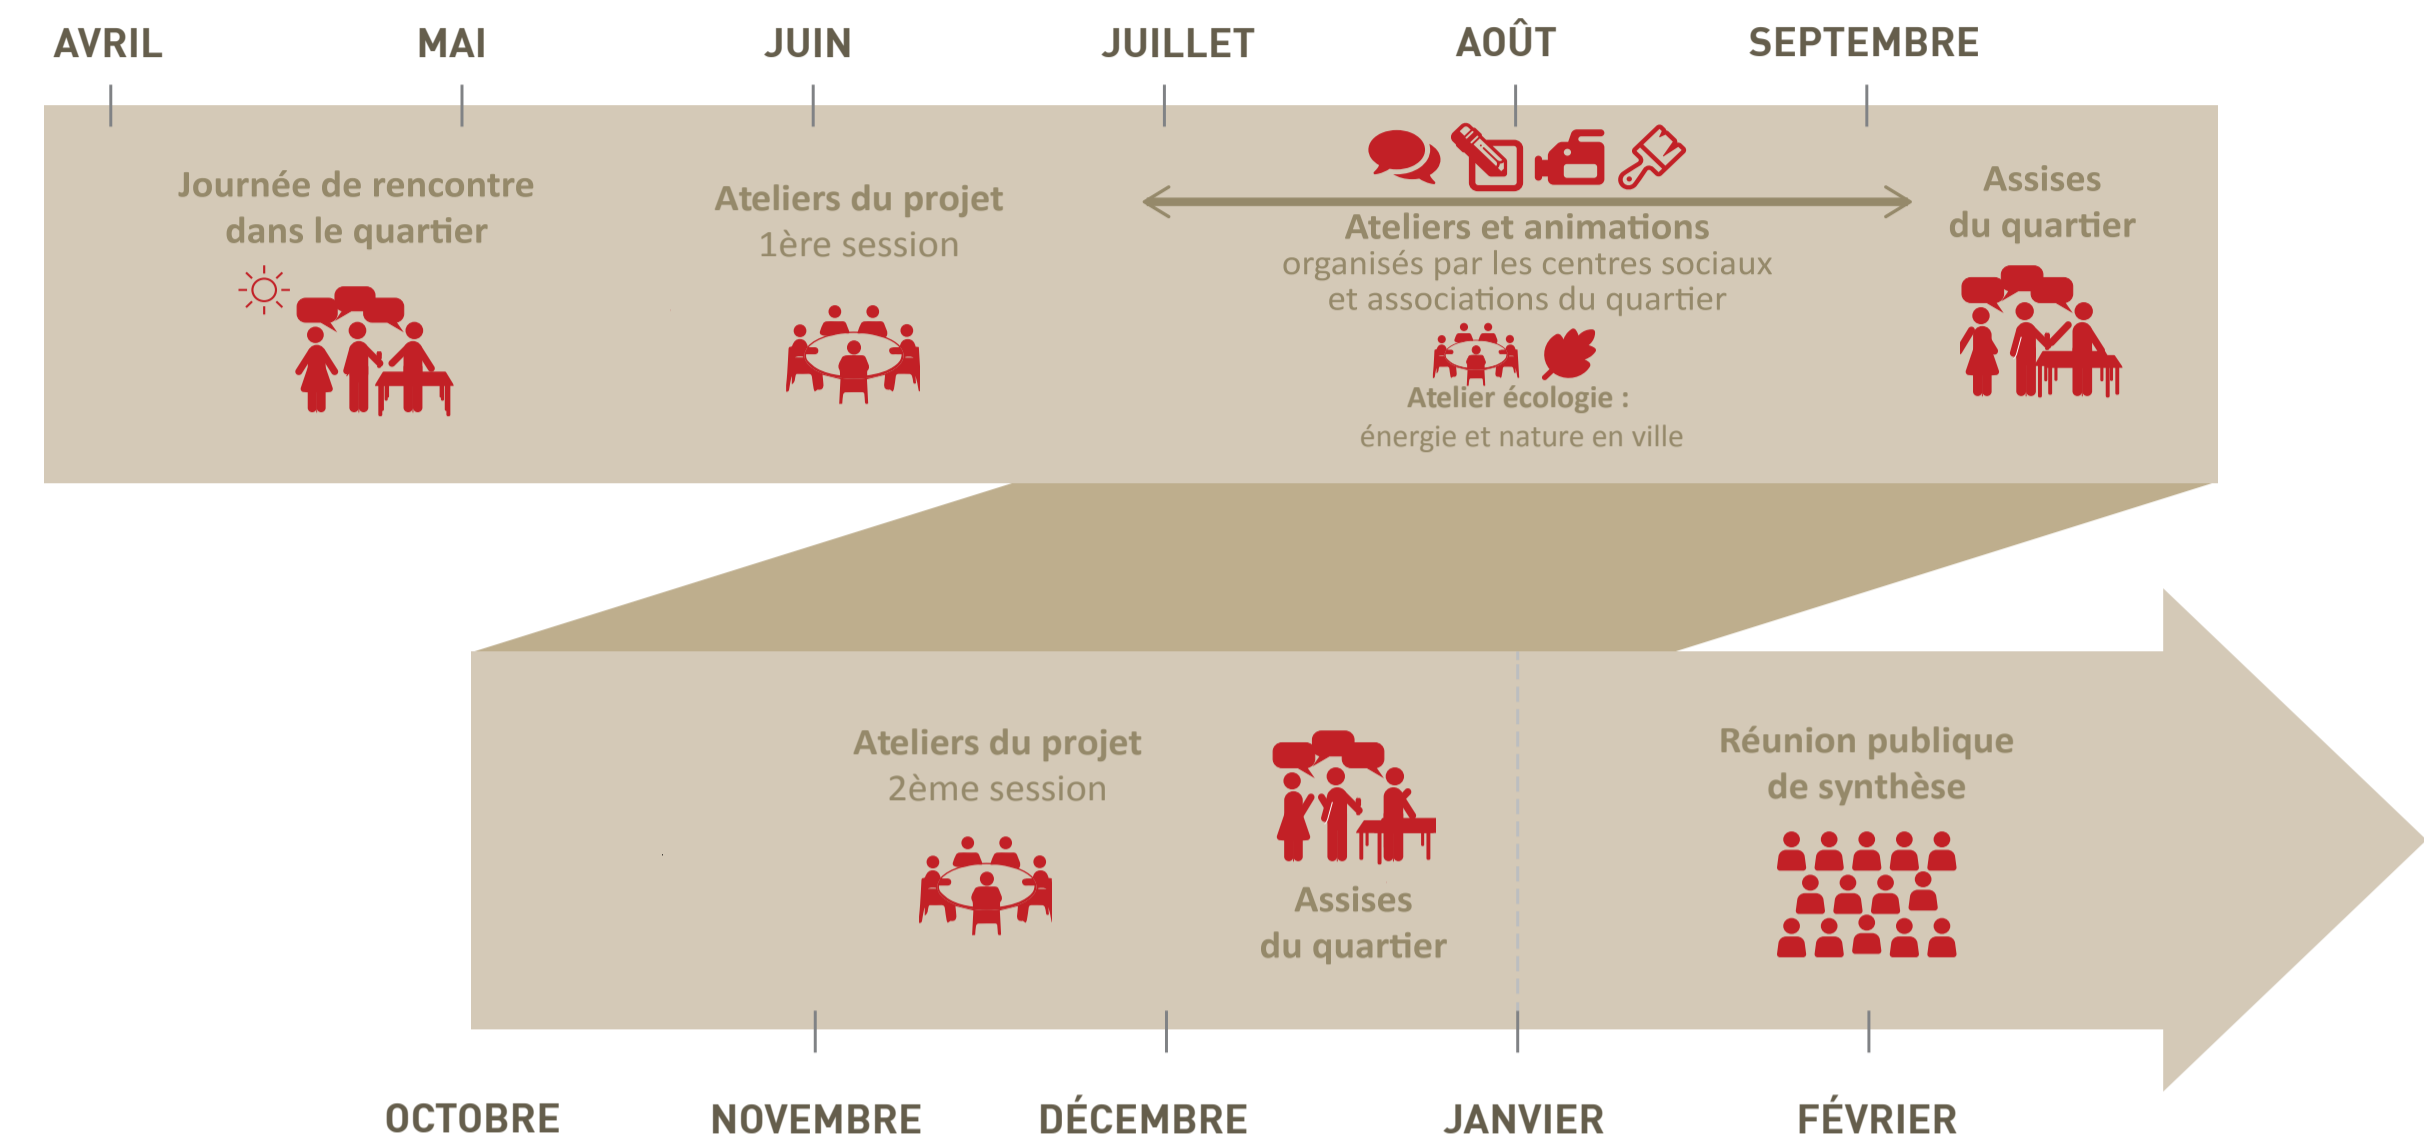 AVRIL
MAI
JUIN
JUILLET
AOÛT
SEPTEMBRE
Journée de rencontre
dans le quartier
Ateliers du projet
1ère session
Ateliers et animations
organisés par les centres sociaux
et associations du quartier
Atelier écologie :
énergie et nature en ville
Assises
du quartier
Ateliers du projet
2ème session
Assises
du quartier
Réunion publique
de synthèse
OCTOBRE
NOVEMBRE
DÉCEMBRE
JANVIER
FÉVRIER